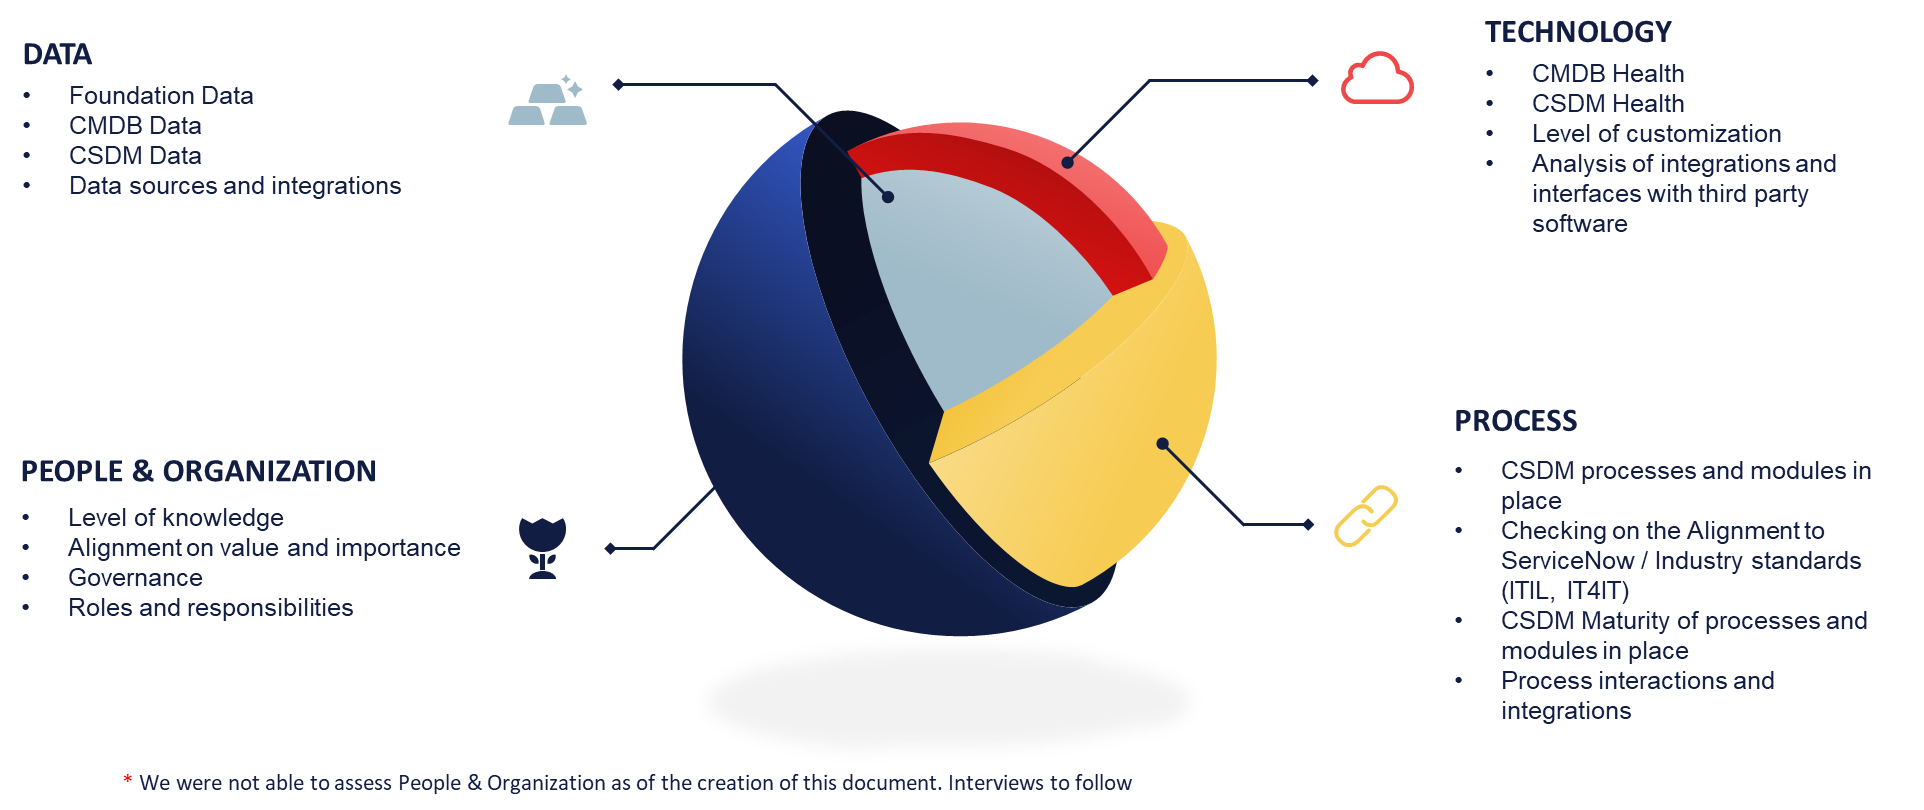 DATA
• Foundation Data
• CMDB Data
• CSDM Data
• Data sources and integrations
TECHNOLOGY
• CMDB Health
• CSDM Health
• Level of customization
• Analysis of integrations and
interfaces with third party
software
PEOPLE & ORGANIZATION
• Level of knowledge
• Alignment on value and importance
• Governance
• Roles and responsibilities
PROCESS
• CSDM processes and modules in
place
• Checking on the Alignment to
ServiceNow / Industry standards
(ITIL, IT4IT)
• CSDM Maturity of processes and
modules in place
• Process interactions and
integrations
* We were not able to assess People & Organization as of the creation of this document. Interviews to follow